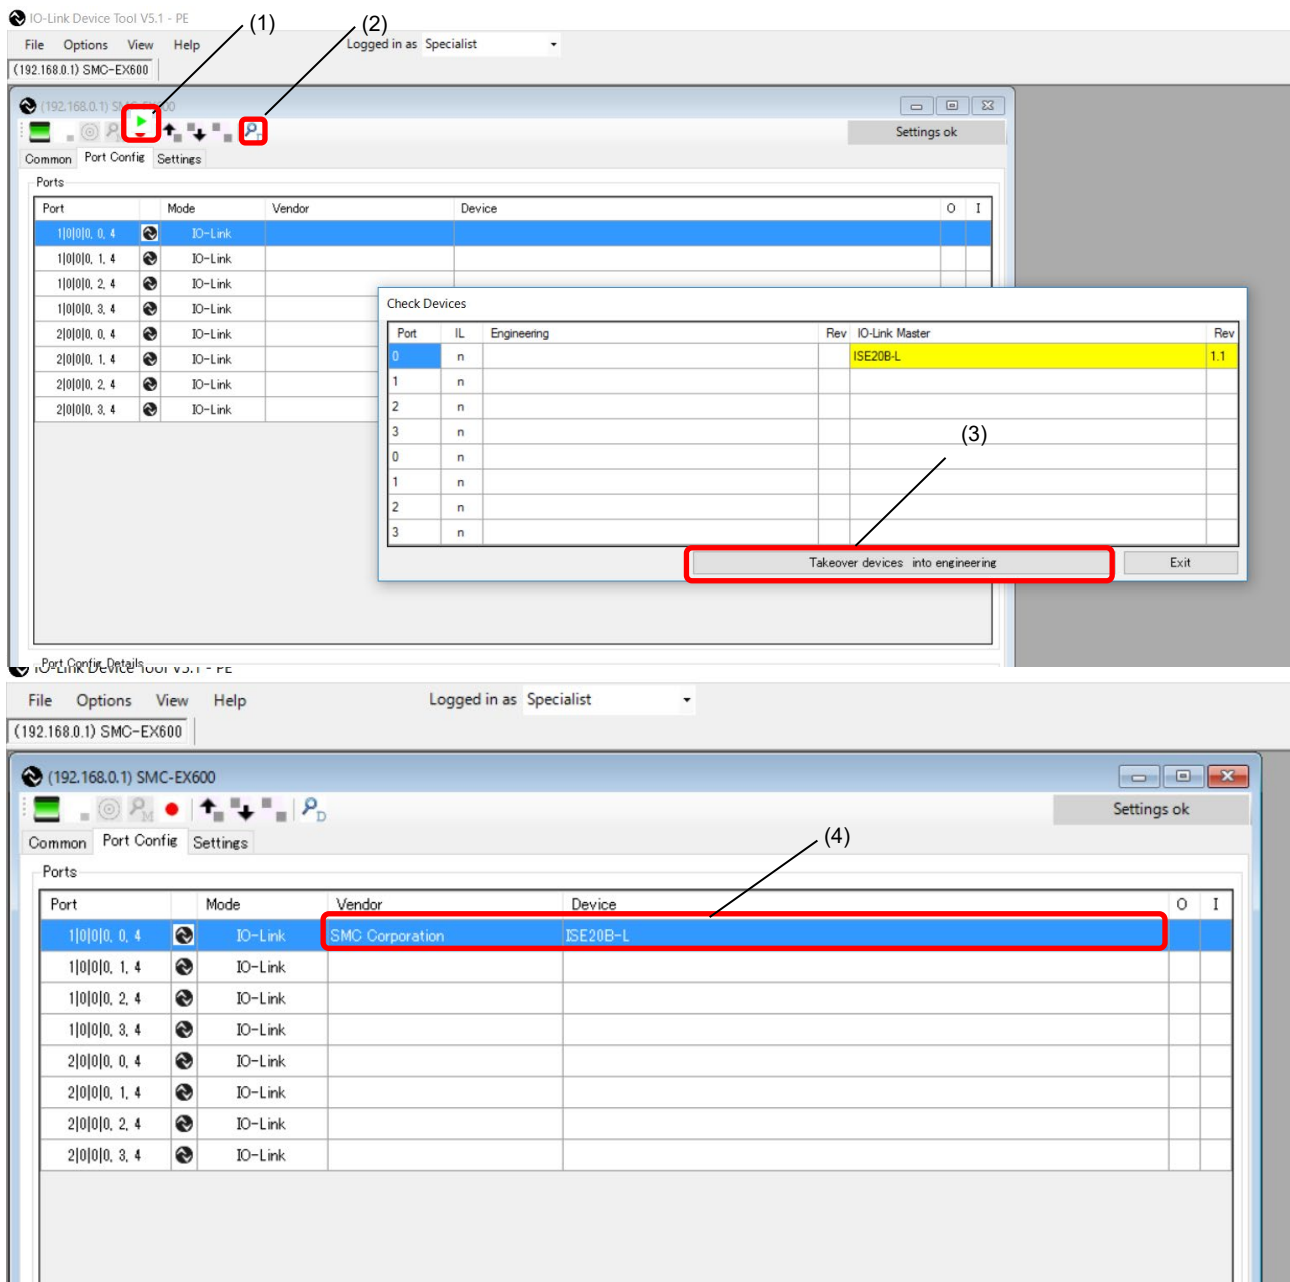 IO-Link Device Tool V5.1 - PE
(1)
(2)
File Options View Help Logged in as Specialist
(192.168.0.1) SMC-EX600
(192.168.0.1)
Settings ok
Common Port Config Settings
Ports
Port Mode Vendor Device O I
1|0|0|0, 0, 4 IO-Link
1|0|0|0, 1, 4 IO-Link
1|0|0|0, 2, 4 IO-Link
1|0|0|0, 3, 4 IO-Link
2|0|0|0, 0, 4 IO-Link
2|0|0|0, 1, 4 IO-Link
2|0|0|0, 2, 4 IO-Link
2|0|0|0, 3, 4 IO-Link
Check Devices
Port IL Engineering Rev IO-Link Master Rev
0 n ISE20B-L 1.1
1 n
2 n
3 n
0 n
1 n
2 n
3 n
(3)
Takeover devices into engineering Exit
Port Config Details
IO-Link Device Tool V5.1 - PE
File Options View Help Logged in as Specialist
(192.168.0.1) SMC-EX600
(192.168.0.1) SMC-EX600
Settings ok
Common Port Config Settings
(4)
Ports
Port Mode Vendor Device O I
1|0|0|0, 0, 4 IO-Link SMC Corporation ISE20B-L
1|0|0|0, 1, 4 IO-Link
1|0|0|0, 2, 4 IO-Link
1|0|0|0, 3, 4 IO-Link
2|0|0|0, 0, 4 IO-Link
2|0|0|0, 1, 4 IO-Link
2|0|0|0, 2, 4 IO-Link
2|0|0|0, 3, 4 IO-Link